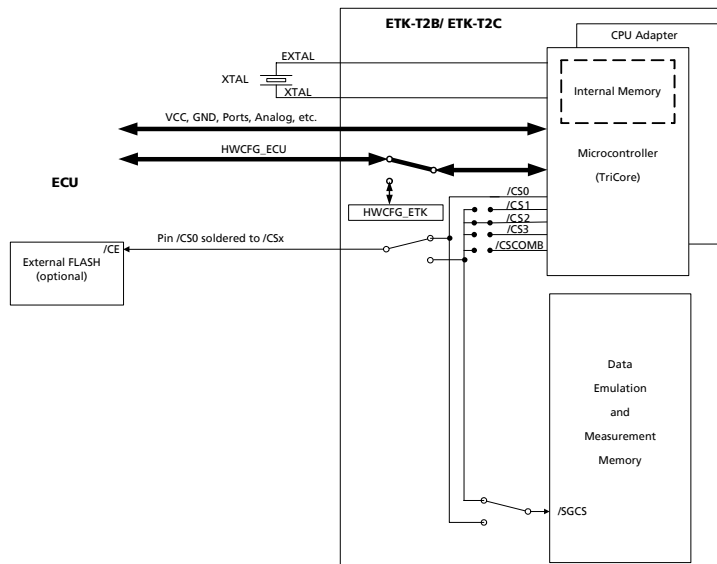 ETK-T2B/ ETK-T2C
CPU Adapter
EXTAL
XTAL
XTAL
Internal Memory
VCC, GND, Ports, Analog, etc.
HWCFG_ECU
Microcontroller
(TriCore)
ECU
HWCFG_ETK
/CS0
/CS1
/CS2
/CS3
/CSCOMB
Pin /CS0 soldered to /CSx
/CE
External FLASH
(optional)
Data
Emulation
and
Measurement
Memory
/SGCS